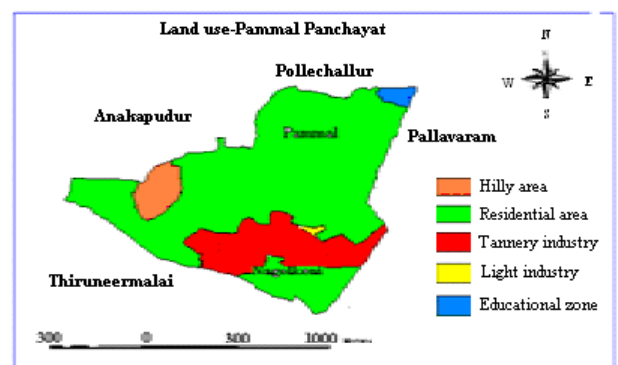 Land use-Pammal Panchayat
N
Pollechallur
W
E
S
Anakapudur
Pammal
Pallavaram
Hilly area
Residential area
Tannery industry
Thiruneermalai
Light industry
Educational zone
300 0 300 1000